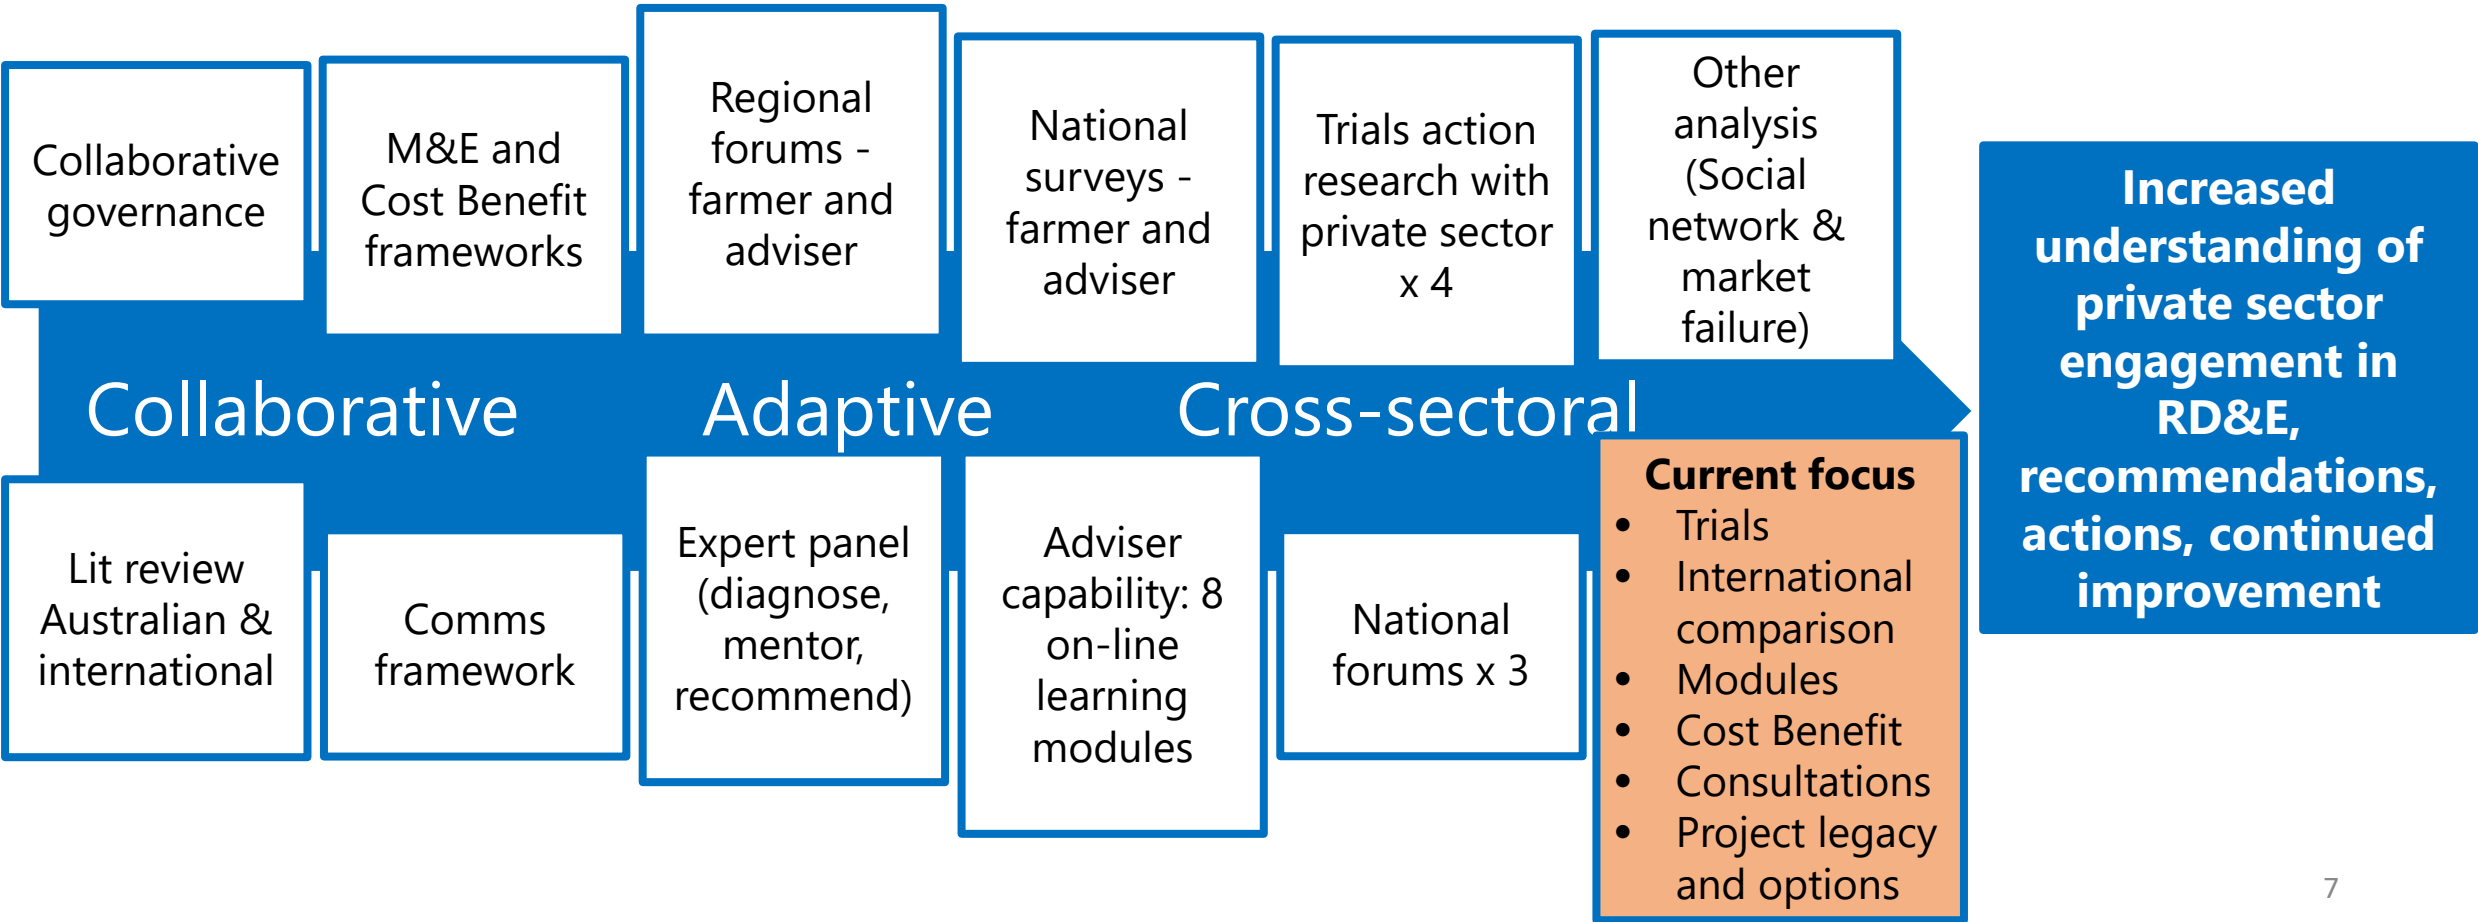 Collaborative
governance
M&E and
Cost Benefit
frameworks
Regional
forums -
farmer and
adviser
National
surveys -
farmer and
adviser
Trials action
research with
private sector
x 4
Other
analysis
(Social
network &
market
failure)
Collaborative Adaptive Cross-sectoral
Lit review
Australian &
international
Comms
framework
Expert panel
(diagnose,
mentor,
recommend)
Adviser
capability: 8
on-line
learning
modules
National
forums x 3
Current focus
• Trials
• International
comparison
• Modules
• Cost Benefit
• Consultations
• Project legacy
and options
Increased
understanding of
private sector
engagement in
RD&E,
recommendations,
actions, continued
improvement
7